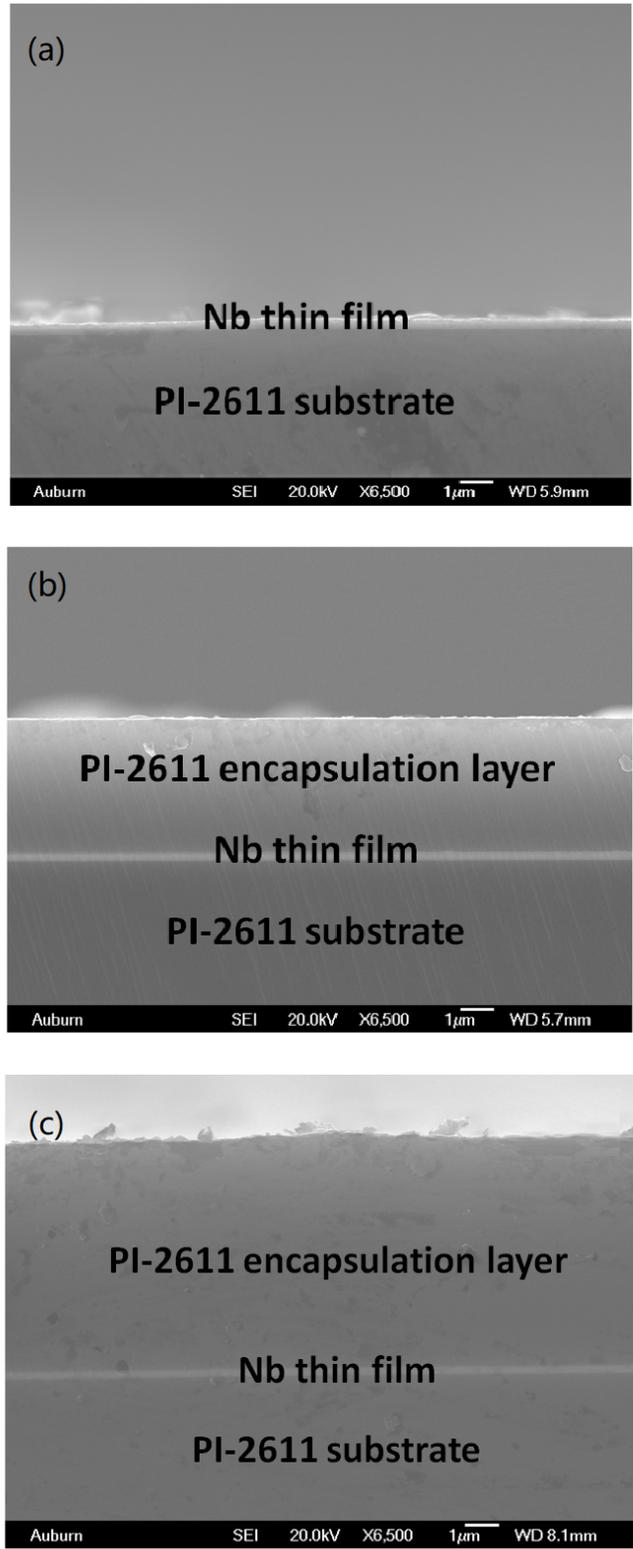 (a)
Nb thin film
PI-2611 substrate
Auburn SEI 20.0kV X6,500 1μm WD 5.9mm
(b)
PI-2611 encapsulation layer
Nb thin film
PI-2611 substrate
Auburn SEI 20.0kV X6,500 1μm WD 5.7mm
(c)
PI-2611 encapsulation layer
Nb thin film
PI-2611 substrate
Auburn SEI 20.0kV X6,500 1μm WD 8.1mm